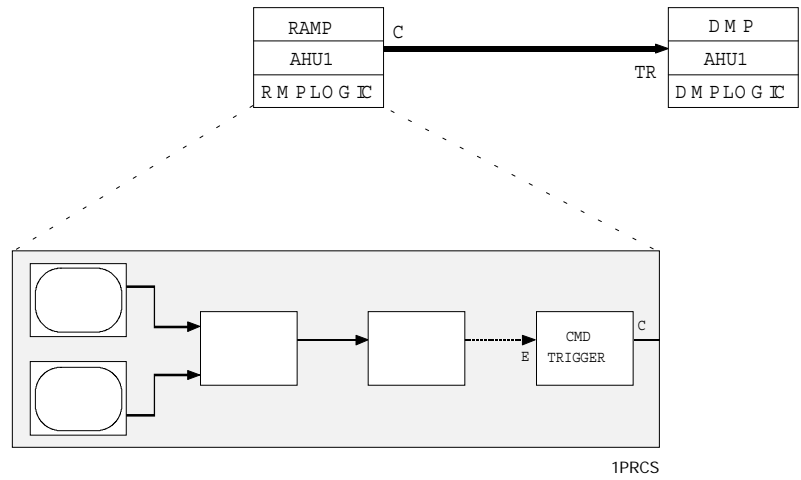 RAMP
AHU1
RMPLOGIC
C
TR
DMP
AHU1
DMPLOGIC
E
CMD
TRIGGER
C
1PRCS